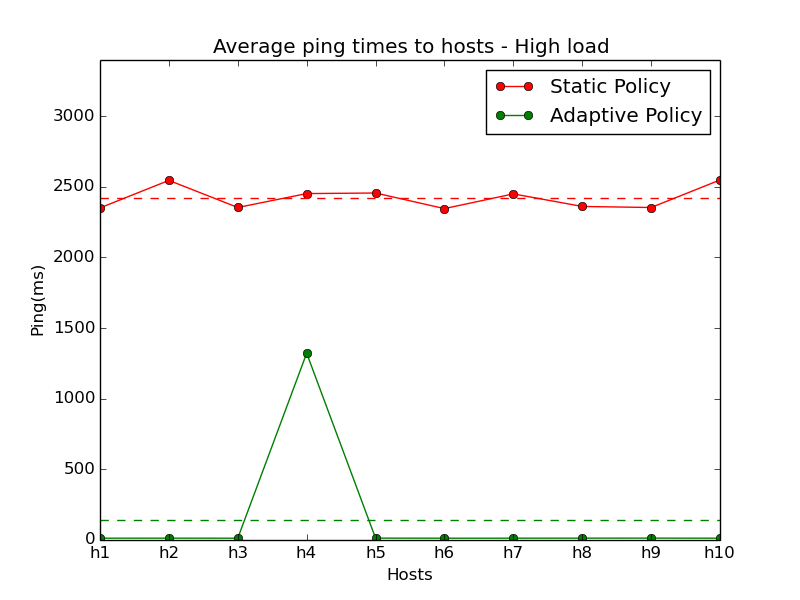 Average ping times to hosts - High load
Static Policy
Adaptive Policy
3000
2500
2000
1500
1000
500
0
Ping(ms)
h1 h2 h3 h4 h5 h6 h7 h8 h9 h10
Hosts